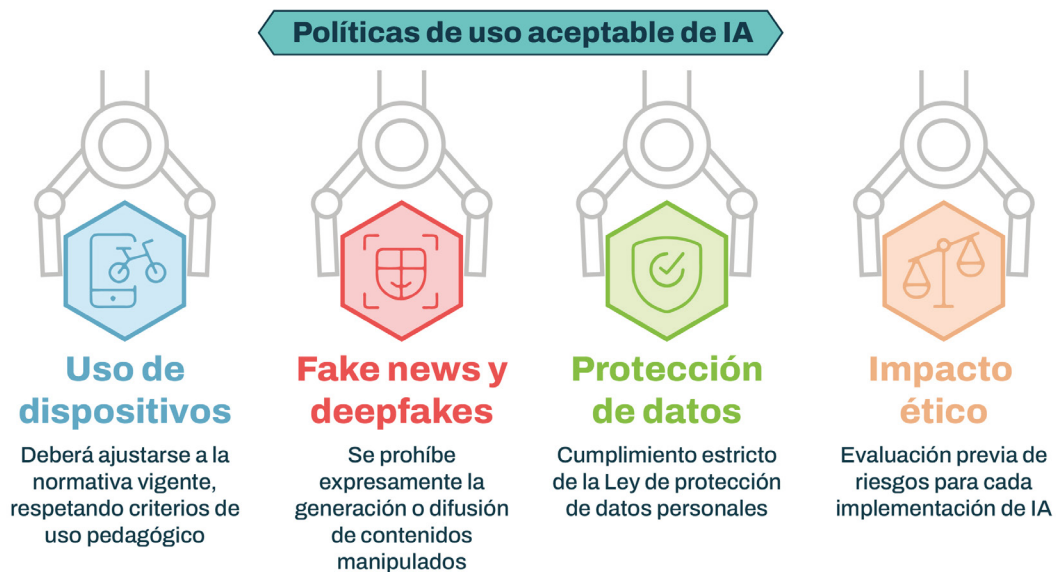 Políticas de uso aceptable de IA
Uso de
dispositivos
Deberá ajustarse a la
normativa vigente,
respetando criterios de
uso pedagógico
Fake news y
deepfakes
Se prohíbe
expresamente la
generación o difusión
de contenidos
manipulados
Protección
de datos
Cumplimiento estricto
de la Ley de protección
de datos personales
Impacto
ético
Evaluación previa de
riesgos para cada
implementación de IA